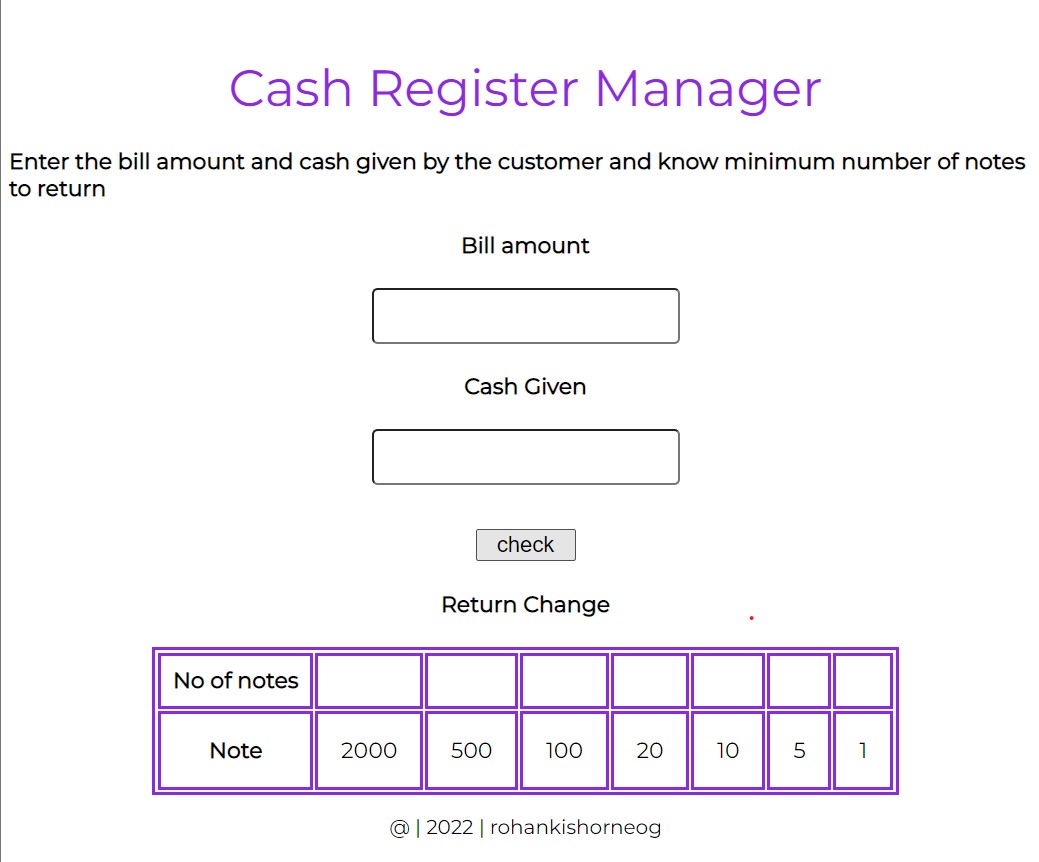 Cash Register Manager
Enter the bill amount and cash given by the customer and know minimum number of notes
to return
Bill amount
Cash Given
check
Return Change
No of notes
Note 2000 500 100 20 10 5 1
@ | 2022 | rohankishorneog